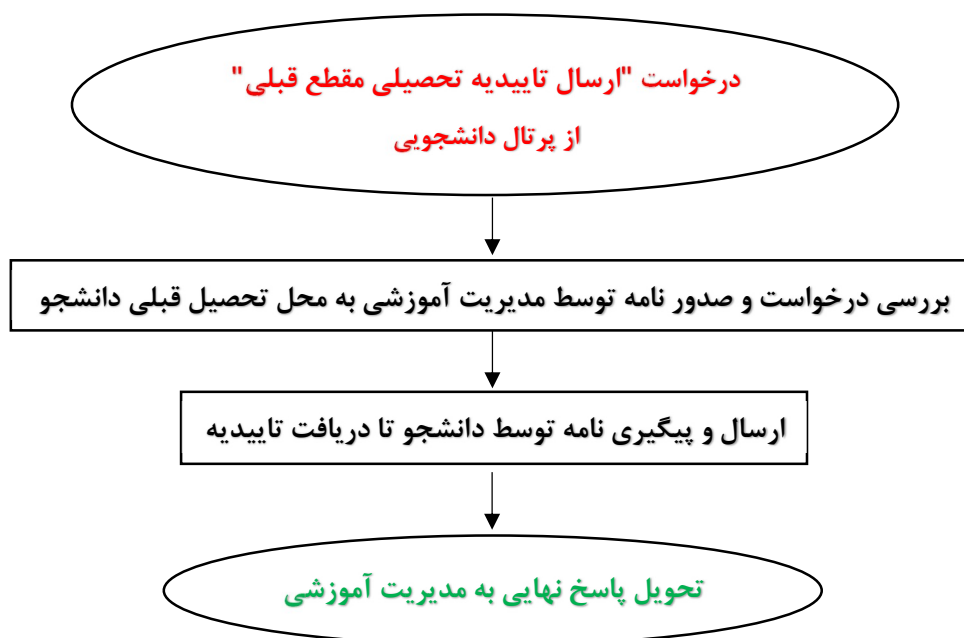 درخواست "ارسال تاییدیه تحصیلی مقطع قبلی"
از پرتال دانشجویی
بررسی درخواست و صدور نامه توسط مدیریت آموزشی به محل تحصیل قبلی دانشجو
ارسال و پیگیری نامه توسط دانشجو تا دریافت تاییدیه
تحویل پاسخ نهایی به مدیریت آموزشی